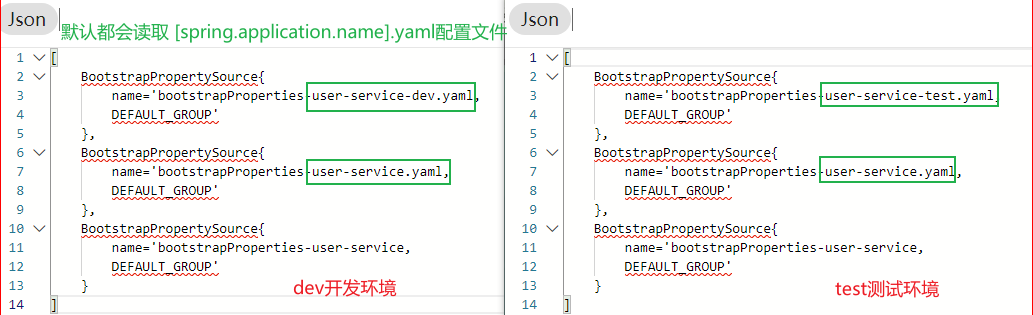 Json
默认都会读取 [spring.application.name].yaml配置文件
1 [
2 BootstrapPropertySource{
3 name='bootstrapProperties-user-service-dev.yaml,
4 DEFAULT_GROUP'
5 },
6 BootstrapPropertySource{
7 name='bootstrapProperties-user-service.yaml,
8 DEFAULT_GROUP'
9 },
10 BootstrapPropertySource{
11 name='bootstrapProperties-user-service,
12 DEFAULT_GROUP'
13 }
14 ]
dev开发环境
Json
1 [
2 BootstrapPropertySource{
3 name='bootstrapProperties-user-service-test.yaml,
4 DEFAULT_GROUP'
5 },
6 BootstrapPropertySource{
7 name='bootstrapProperties-user-service.yaml,
8 DEFAULT_GROUP'
9 },
10 BootstrapPropertySource{
11 name='bootstrapProperties-user-service,
12 DEFAULT_GROUP'
13 }
14 ]
test测试环境